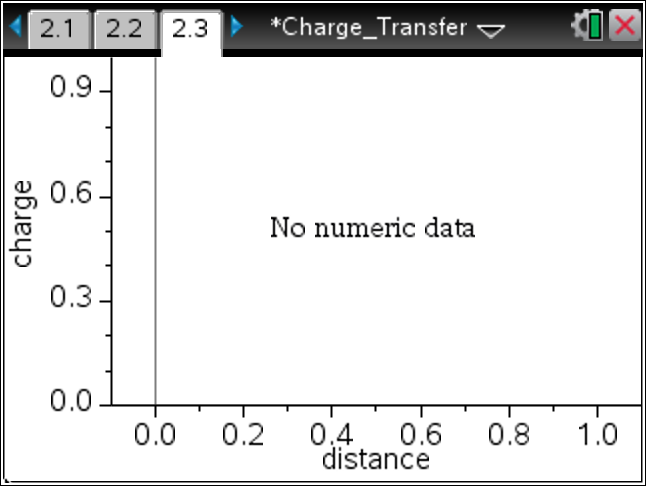 2.1 2.2 2.3 *Charge_Transfer
0.9
0.6
No numeric data
charge
0.3
0.0
0.0 0.2 0.4 0.6 0.8 1.0
distance